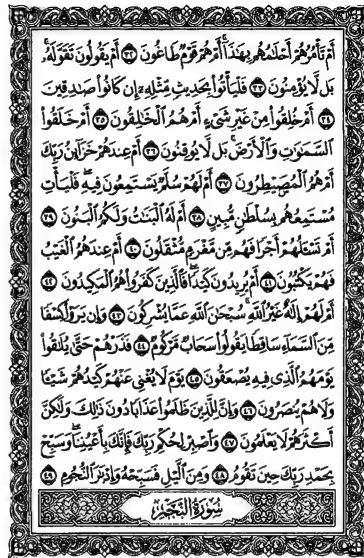 أَمْ تَأْمُرُهُمْ أَحْلَٰمُهُم بِهَٰذَآ أَمْ هُمْ قَوْمٌ طَاغُونَ ٣٢ أَمْ يَقُولُونَ تَقَوَّلَهُۥ
بَل لَّا يُؤْمِنُونَ ٣٣ فَلْيَأْتُوا۟ بِحَدِيثٍ مِّثْلِهِۦٓ إِن كَانُوا۟ صَٰدِقِينَ
٣٤ أَمْ خُلِقُوا۟ مِنْ غَيْرِ شَىْءٍ أَمْ هُمُ ٱلْخَٰلِقُونَ ٣٥ أَمْ خَلَقُوا۟
ٱلسَّمَٰوَٰتِ وَٱلْأَرْضَ بَل لَّا يُوقِنُونَ ٣٦ أَمْ عِندَهُمْ خَزَآئِنُ رَبِّكَ
أَمْ هُمُ ٱلْمُصَۜيْطِرُونَ ٣٧ أَمْ لَهُمْ سُلَّمٌ يَسْتَمِعُونَ فِيهِ فَلْيَأْتِ
مُسْتَمِعُهُم بِسُلْطَٰنٍ مُّبِينٍ ٣٨ أَمْ لَهُ ٱلْبَنَٰتُ وَلَكُمُ ٱلْبَنُونَ ٣٩
أَمْ تَسْـَٔلُهُمْ أَجْرًا فَهُم مِّن مَّغْرَمٍ مُّثْقَلُونَ ٤٠ أَمْ عِندَهُمُ ٱلْغَيْبُ
فَهُمْ يَكْتُبُونَ ٤١ أَمْ يُرِيدُونَ كَيْدًا فَٱلَّذِينَ كَفَرُوا۟ هُمُ ٱلْمَكِيدُونَ ٤٢
أَمْ لَهُمْ إِلَٰهٌ غَيْرُ ٱللَّهِ سُبْحَٰنَ ٱللَّهِ عَمَّا يُشْرِكُونَ ٤٣ وَإِن يَرَوْا۟ كِسْفًا
مِّنَ ٱلسَّمَآءِ سَاقِطًا يَقُولُوا۟ سَحَابٌ مَّرْكُومٌ ٤٤ فَذَرْهُمْ حَتَّىٰ يُلَٰقُوا۟
يَوْمَهُمُ ٱلَّذِى فِيهِ يُصْعَقُونَ ٤٥ يَوْمَ لَا يُغْنِى عَنْهُمْ كَيْدُهُمْ شَيْـًٔا
وَلَا هُمْ يُنصَرُونَ ٤٦ وَإِنَّ لِلَّذِينَ ظَلَمُوا۟ عَذَابًا دُونَ ذَٰلِكَ وَلَٰكِنَّ
أَكْثَرَهُمْ لَا يَعْلَمُونَ ٤٧ وَٱصْبِرْ لِحُكْمِ رَبِّكَ فَإِنَّكَ بِأَعْيُنِنَا وَسَبِّحْ
بِحَمْدِ رَبِّكَ حِينَ تَقُومُ ٤٨ وَمِنَ ٱلَّيْلِ فَسَبِّحْهُ وَإِدْبَٰرَ ٱلنُّجُومِ ٤٩
سُورَةُ النَّجْمِ